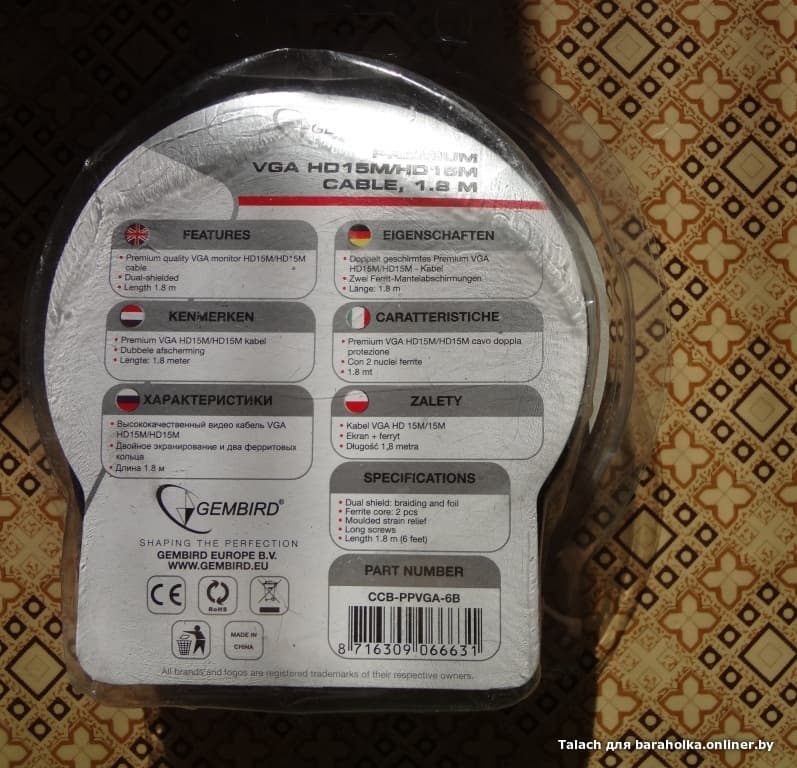 PREMIUM
VGA HD15M/HD15M
CABLE, 1.8 M
FEATURES
• Premium quality VGA monitor HD15M/HD15M
cable
• Dual-shielded
• Length 1.8 m
EIGENSCHAFTEN
• Doppelt geschirmtes Premium VGA
HD15M/HD15M - Kabel
• Zwei Ferrit-Mantelabschirmungen
• Länge: 1.8 m
KENMERKEN
• Premium VGA HD15M/HD15M kabel
• Dubbele afscherming
• Lengte: 1.8 meter
CARATTERISTICHE
• Premium VGA HD15M/HD15M cavo doppia
protezione
• Con 2 nuclei ferrite
• 1.8 mt
ХАРАКТЕРИСТИКИ
• Высококачественный видео кабель VGA
HD15M/HD15M
• Двойное экранирование и два ферритовых
кольца
• Длина 1.8 м
ZALETY
• Kabel VGA HD 15M/15M
• Ekran + ferryt
• Długość 1,8 metra
SPECIFICATIONS
• Dual shield: braiding and foil
• Ferrite core: 2 pcs
• Moulded strain relief
• Long screws
• Length 1.8 m (6 feet)
GEMBIRD®
SHAPING THE PERFECTION
GEMBIRD EUROPE B.V.
WWW.GEMBIRD.EU
CE
RoHS
MADE IN
CHINA
PART NUMBER
CCB-PPVGA-6B
8 716309 066631
All brands and logos are registered trademarks of their respective owners.
Talach для baraholka.onliner.by